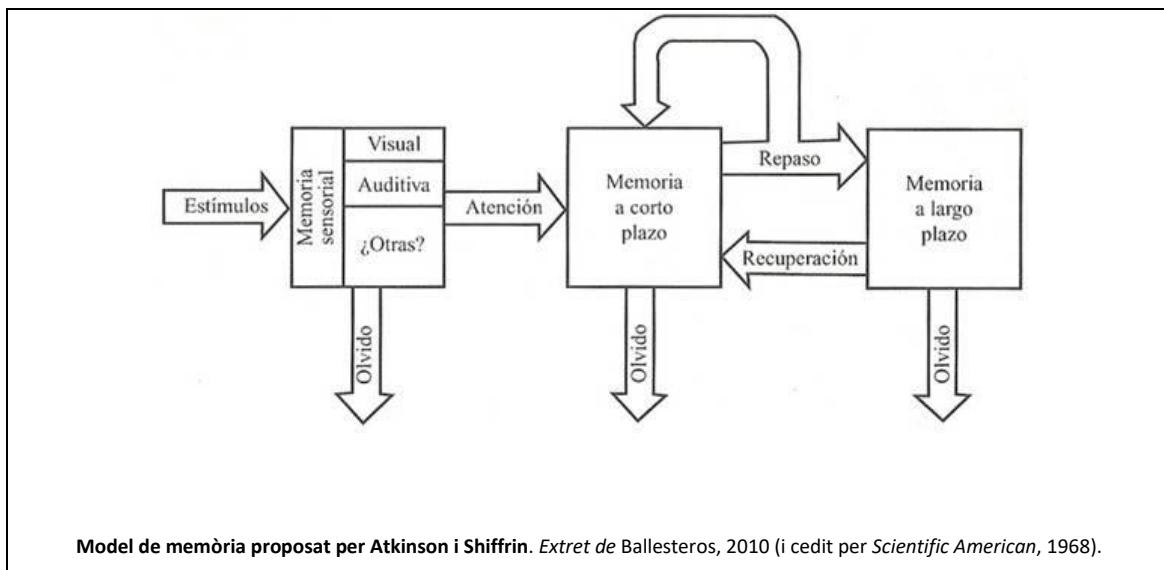 Estímulos
Memoria
sensorial
Visual
Auditiva
¿Otras?
Atención
Memoria
a corto
plazo
Repaso
Recuperación
Memoria
a largo
plazo
Olvido
Olvido
Olvido
Model de memòria proposat per Atkinson i Shiffrin. Extret de Ballesteros, 2010 (i cedit per Scientific American, 1968).